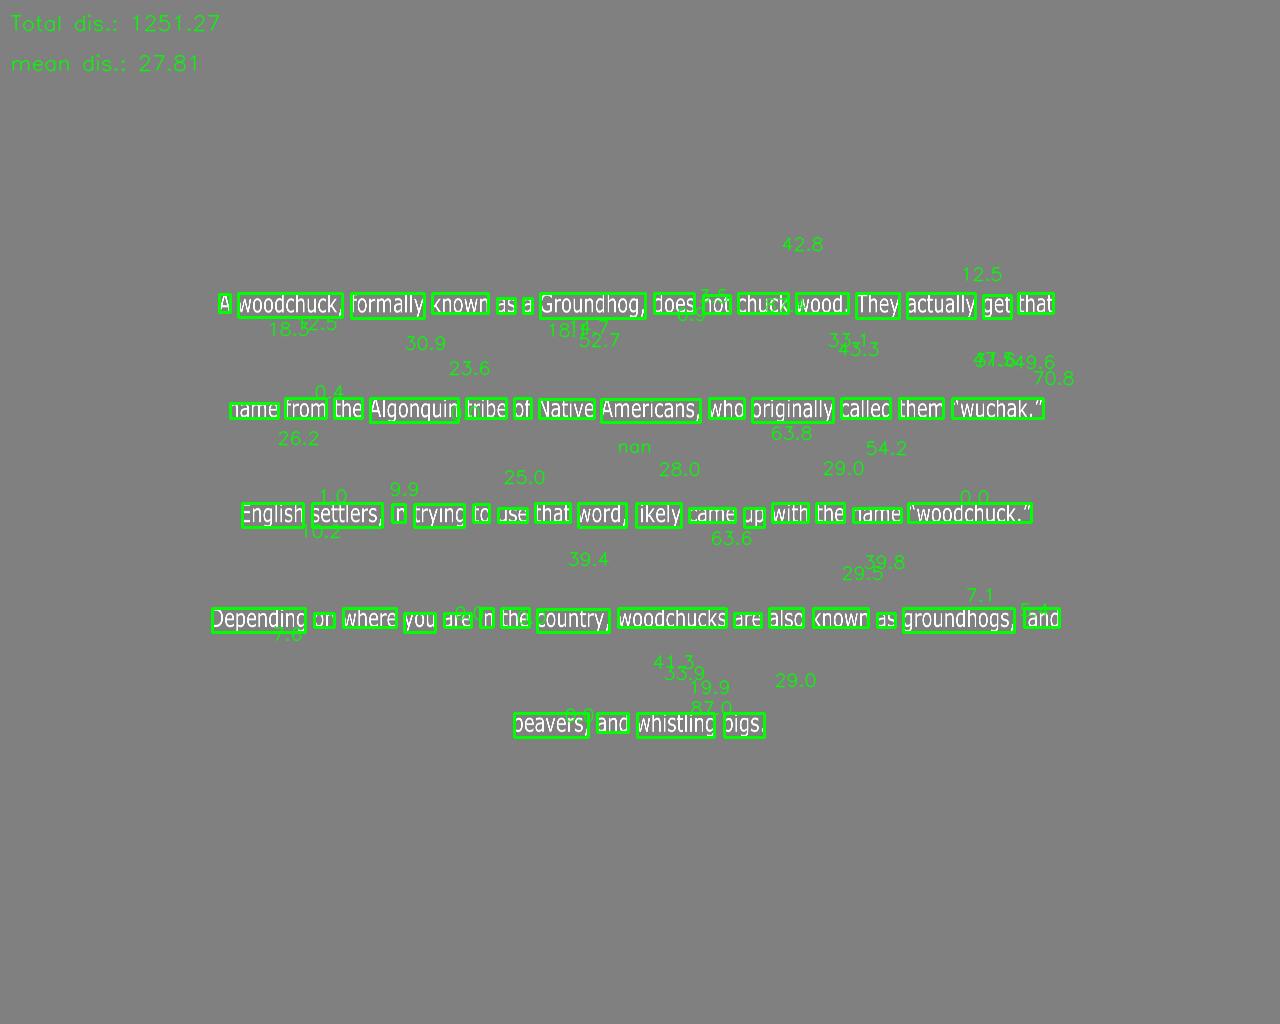 Total dis.: 1251.27
mean dis.: 27.81
42.8
12.5
A woodchuck, formally known as a Groundhog, does not chuck wood. They actually get that
18.5 12.5 30.9 18.1 14.7 52.7 33.1 43.3 49.6
23.6 70.8
0.4
name from the Algonquin tribe of Native Americans, who originally called them “wuchak.”
26.2 nan 63.8 54.2
25.0 28.0 29.0
1.0 9.9 0.0
English settlers, in trying to use that word, likely came up with the name “woodchuck.”
10.2 63.6
39.4 29.5 39.8
7.1
Depending on where you are in the country, woodchucks are also known as groundhogs, and
7.6
41.3 33.9 19.9 29.0
87.0
beavers, and whistling pigs.